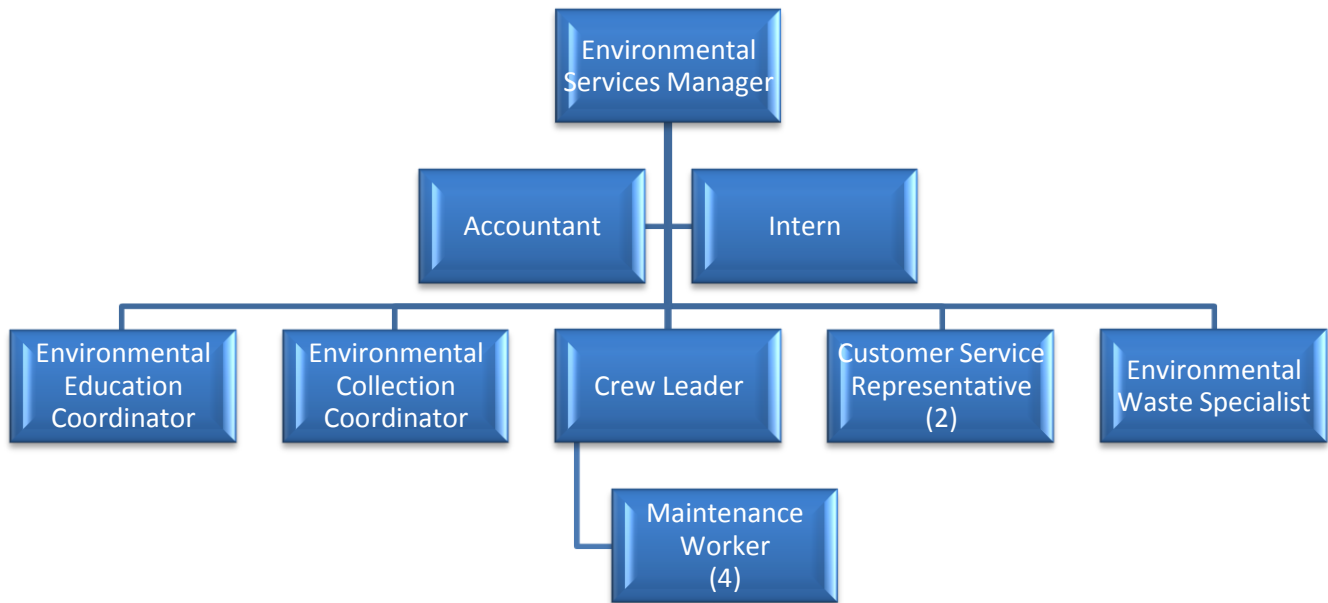 Environmental
Services Manager
Accountant
Intern
Environmental
Education
Coordinator
Environmental
Collection
Coordinator
Crew Leader
Customer Service
Representative
(2)
Environmental
Waste Specialist
Maintenance
Worker
(4)